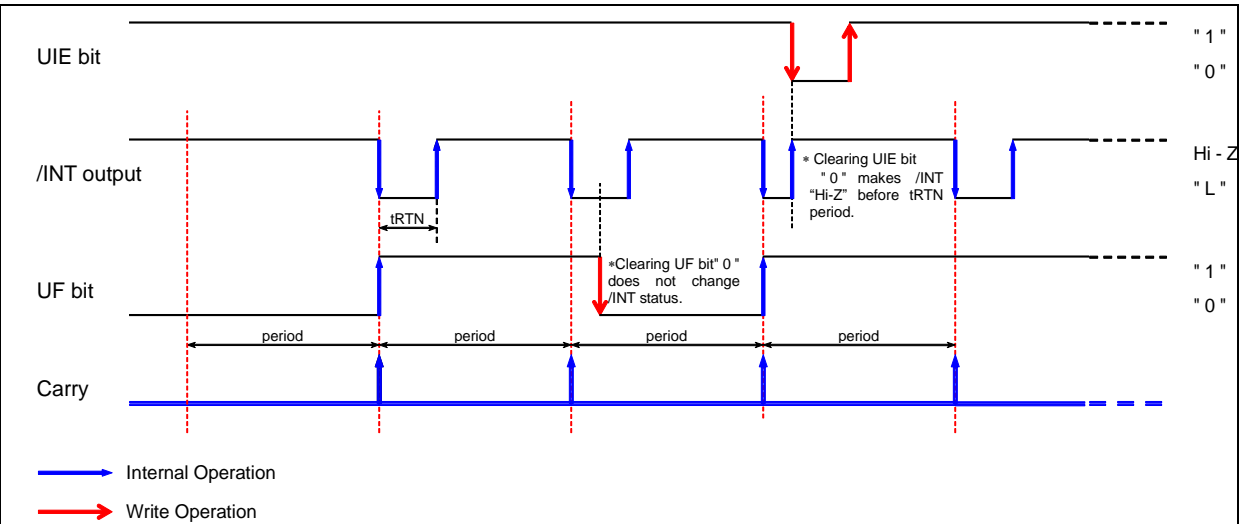 UIE bit
" 1 "
" 0 "
/INT output
Hi - Z
" L "
tRTN
* Clearing UIE bit
" 0 " makes /INT
“Hi-Z” before tRTN
period.
UF bit
*Clearing UF bit" 0 "
does not change
/INT status.
" 1 "
" 0 "
period
period
period
period
Carry
Internal Operation
Write Operation